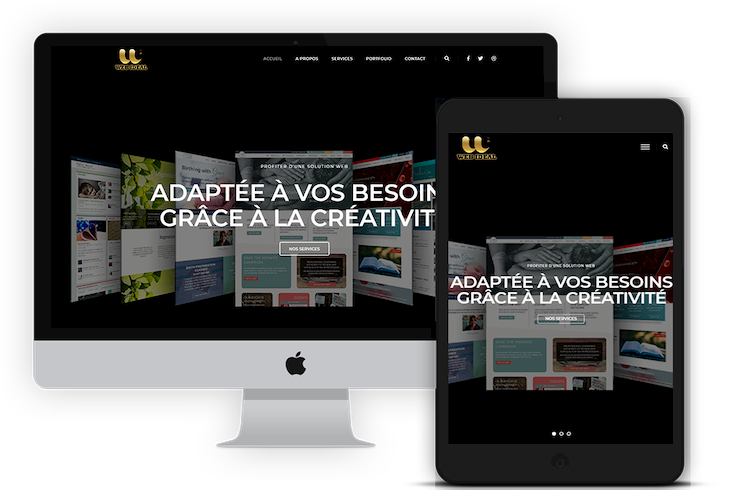 WEB IDEAL
ACCUEIL A PROPOS SERVICES PORTFOLIO CONTACT
PROFITER D'UNE SOLUTION WEB
ADAPTÉE À VOS BESOIN
GRÂCE À LA CRÉATIVIT
NOS SERVICES
WEB IDEAL
PROFITER D'UNE SOLUTION WEB
ADAPTÉE À VOS BESOINS
GRÂCE À LA CRÉATIVITÉ
NOS SERVICES